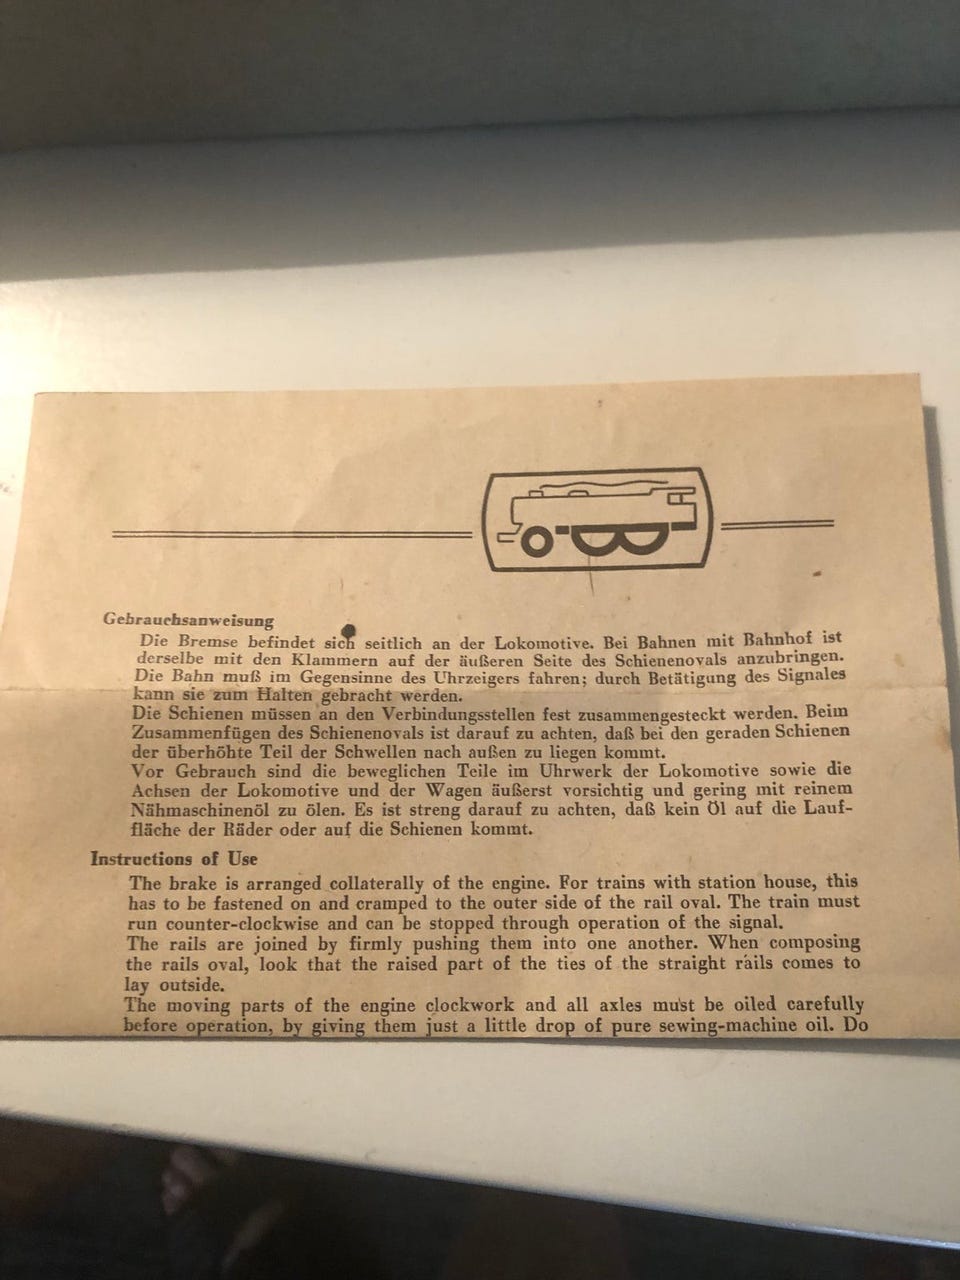 Gebrauchsanweisung
Die Bremse befindet sich seitlich an der Lokomotive. Bei Bahnen mit Bahnhof ist
derselbe mit den Klammern auf der äußeren Seite des Schienenovals anzubringen.
Die Bahn muß im Gegensinne des Uhrzeigers fahren; durch Betätigung des Signales
kann sie zum Halten gebracht werden.
Die Schienen müssen an den Verbindungsstellen fest zusammengesteckt werden. Beim
Zusammenfügen des Schienenovals ist darauf zu achten, daß bei den geraden Schienen
der überhöhte Teil der Schwellen nach außen zu liegen kommt.
Vor Gebrauch sind die beweglichen Teile im Uhrwerk der Lokomotive sowie die
Achsen der Lokomotive und der Wagen äußerst vorsichtig und gering mit reinem
Nähmaschinenöl zu ölen. Es ist streng darauf zu achten, daß kein Öl auf die Lauf-
fläche der Räder oder auf die Schienen kommt.
Instructions of Use
The brake is arranged collaterally of the engine. For trains with station house, this
has to be fastened on and cramped to the outer side of the rail oval. The train must
run counter-clockwise and can be stopped through operation of the signal.
The rails are joined by firmly pushing them into one another. When composing
the rails oval, look that the raised part of the ties of the straight rails comes to
lay outside.
The moving parts of the engine clockwork and all axles must be oiled carefully
before operation, by giving them just a little drop of pure sewing-machine oil. Do